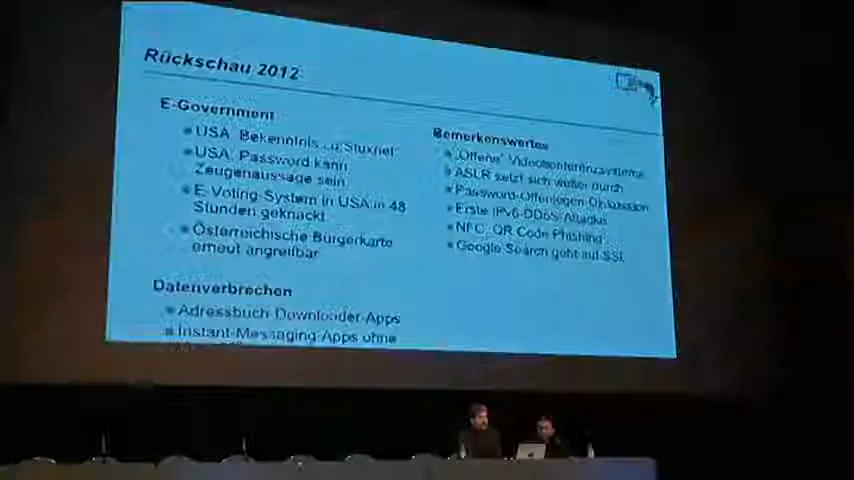 Rückschau 2012
E-Government
USA: Bekenntnis zu Stuxnet
USA: Password kann
Zeugenaussage sein
E-Voting-System in USA in 48
Stunden geknackt
Österreichische Bürgerkarte
erneut angreifbar
Datenverbrechen
Adressbuch-Downloader-Apps
Instant-Messaging-Apps ohne
Bemerkenswertes
"Offene" Videokonferenzsysteme
ASLR setzt sich weiter durch
Password-Offenlegen-Diskussion
Erste IPv6-DDoS-Attacke
NFC, QR Code Phishing
Google Search geht auf SSL